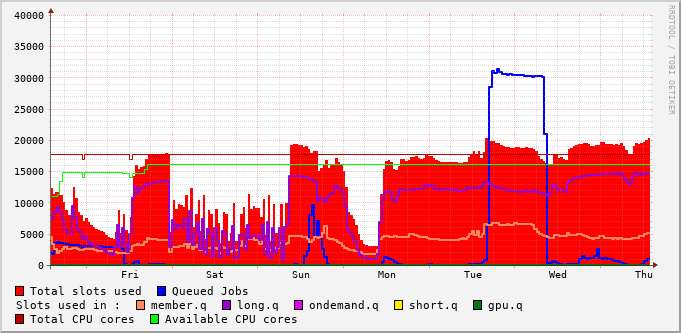 40000
35000
30000
25000
20000
15000
10000
5000
0
Fri Sat Sun Mon Tue Wed Thu
RRDTOOL / TOBI OETIKER
Total slots used Queued Jobs
Slots used in : member.q long.q ondemand.q short.q gpu.q
Total CPU cores Available CPU cores